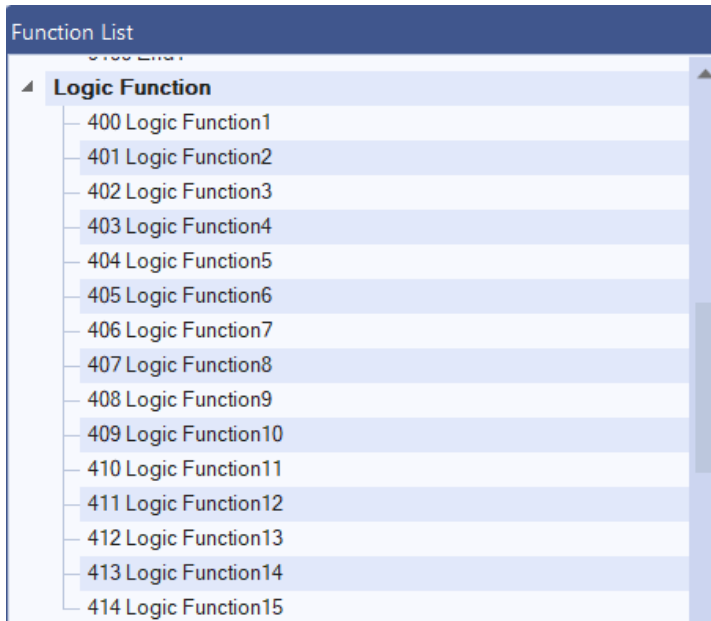 Function List
Logic Function
400 Logic Function1
401 Logic Function2
402 Logic Function3
403 Logic Function4
404 Logic Function5
405 Logic Function6
406 Logic Function7
407 Logic Function8
408 Logic Function9
409 Logic Function10
410 Logic Function11
411 Logic Function12
412 Logic Function13
413 Logic Function14
414 Logic Function15